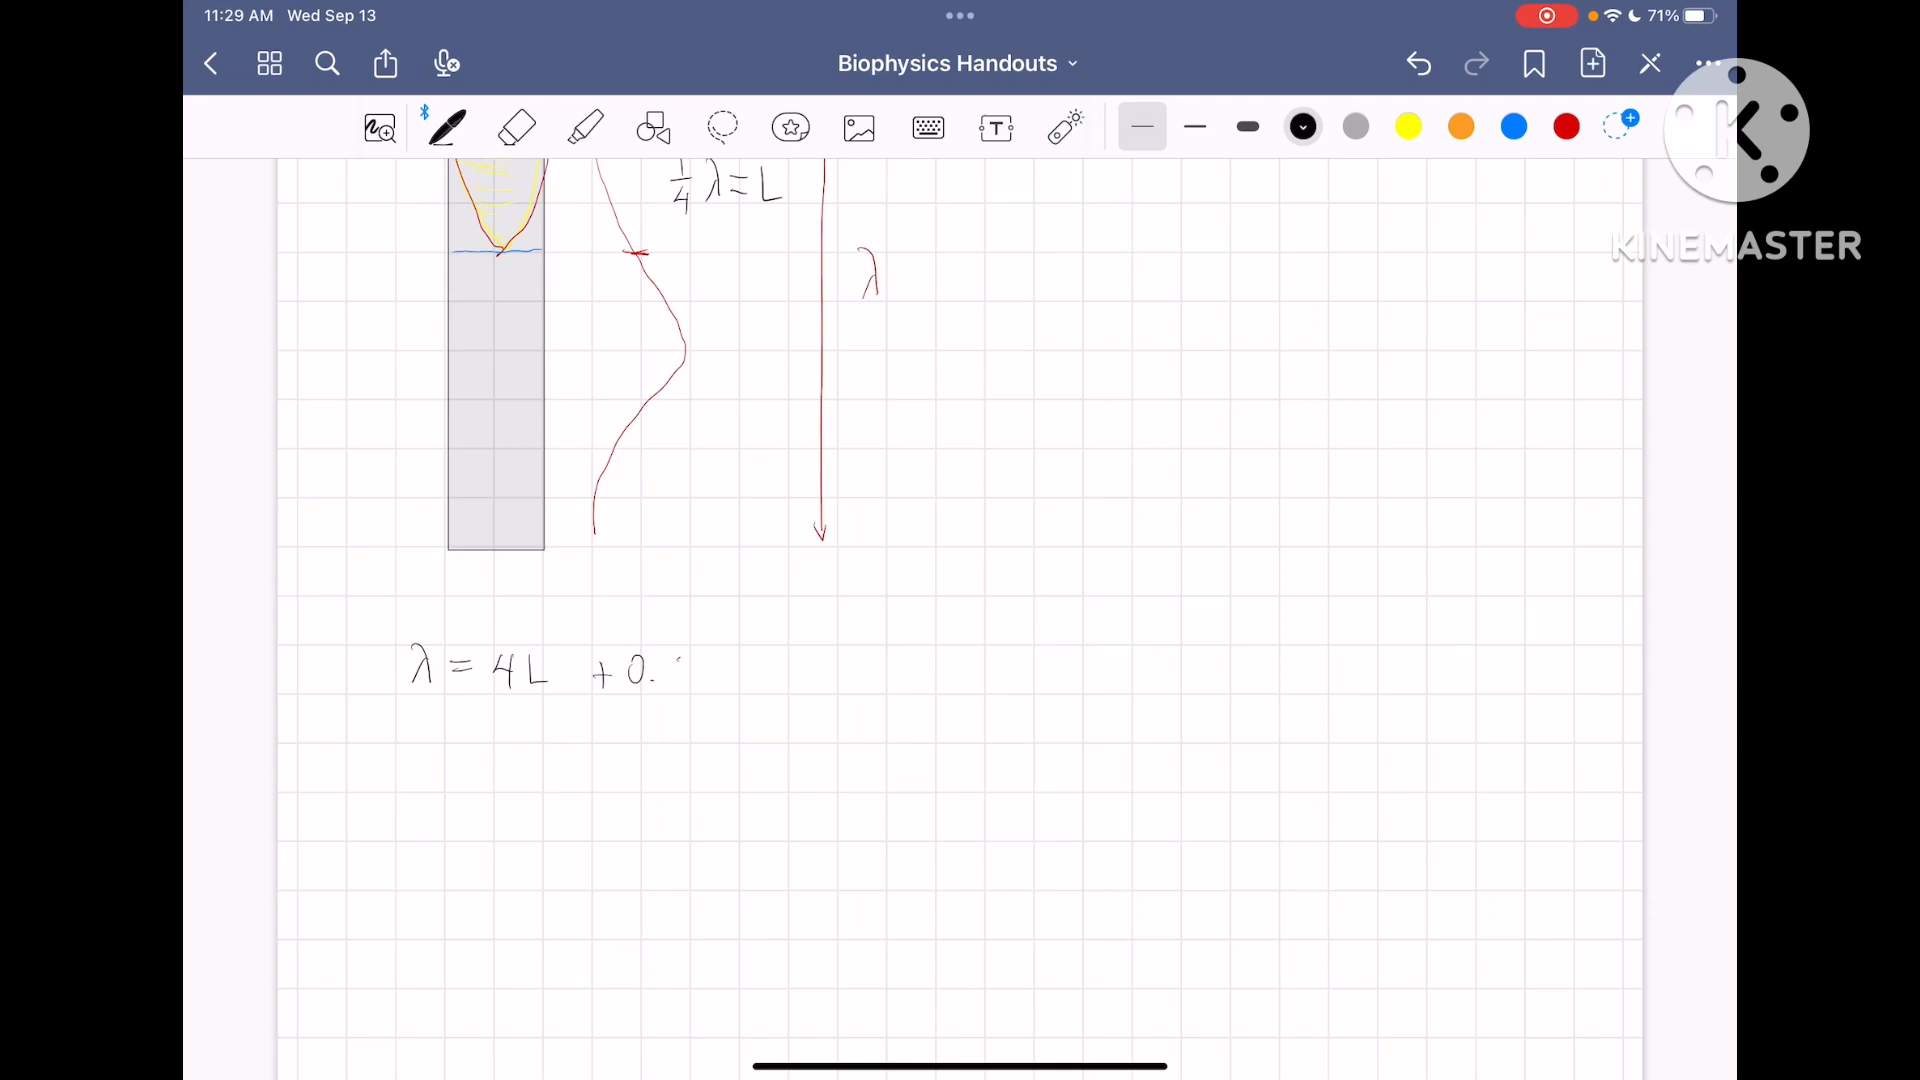 11:29 AM Wed Sep 13
71%
Biophysics Handouts
T
K
KINEMASTER
1/4 λ = L
λ
λ = 4L + 0.